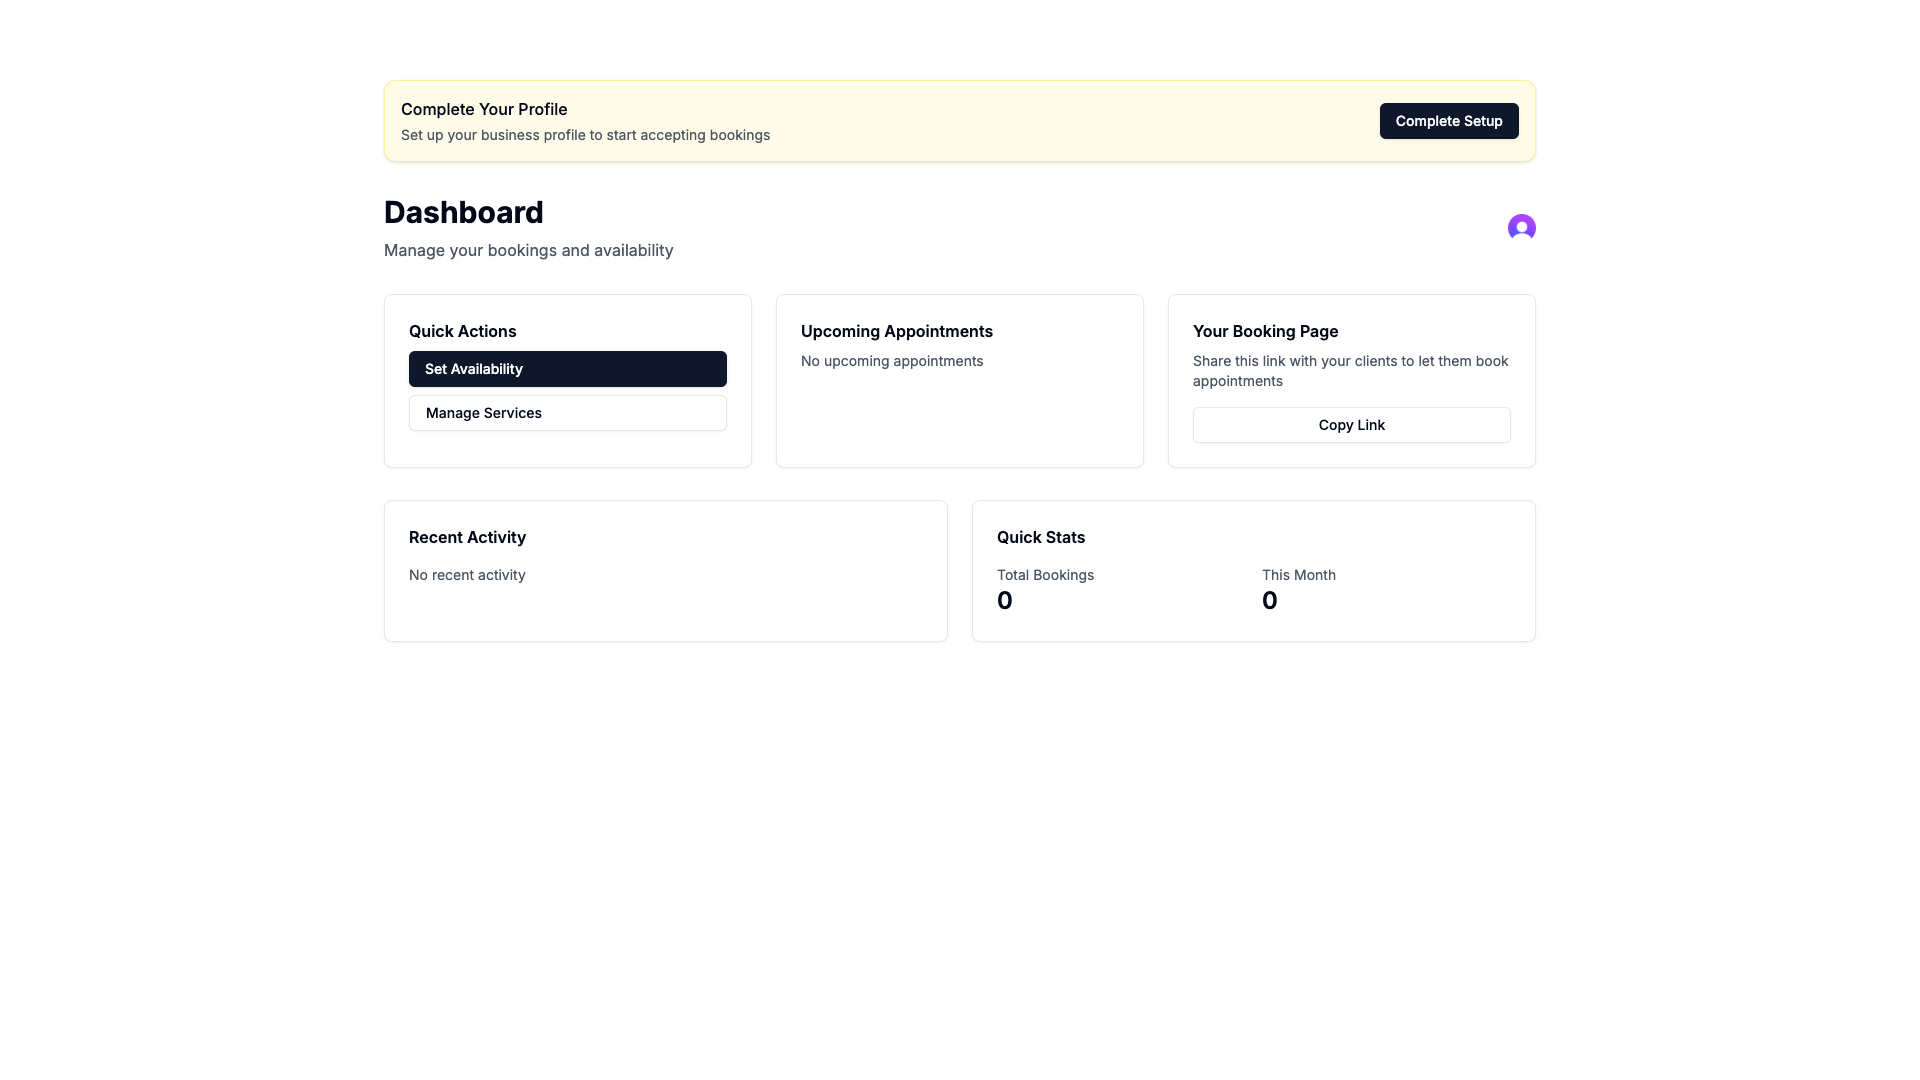 Complete Your Profile
Set up your business profile to start accepting bookings
Complete Setup
Dashboard
Manage your bookings and availability
Quick Actions
Set Availability
Manage Services
Upcoming Appointments
No upcoming appointments
Your Booking Page
Share this link with your clients to let them book
appointments
Copy Link
Recent Activity
No recent activity
Quick Stats
Total Bookings
0
This Month
0